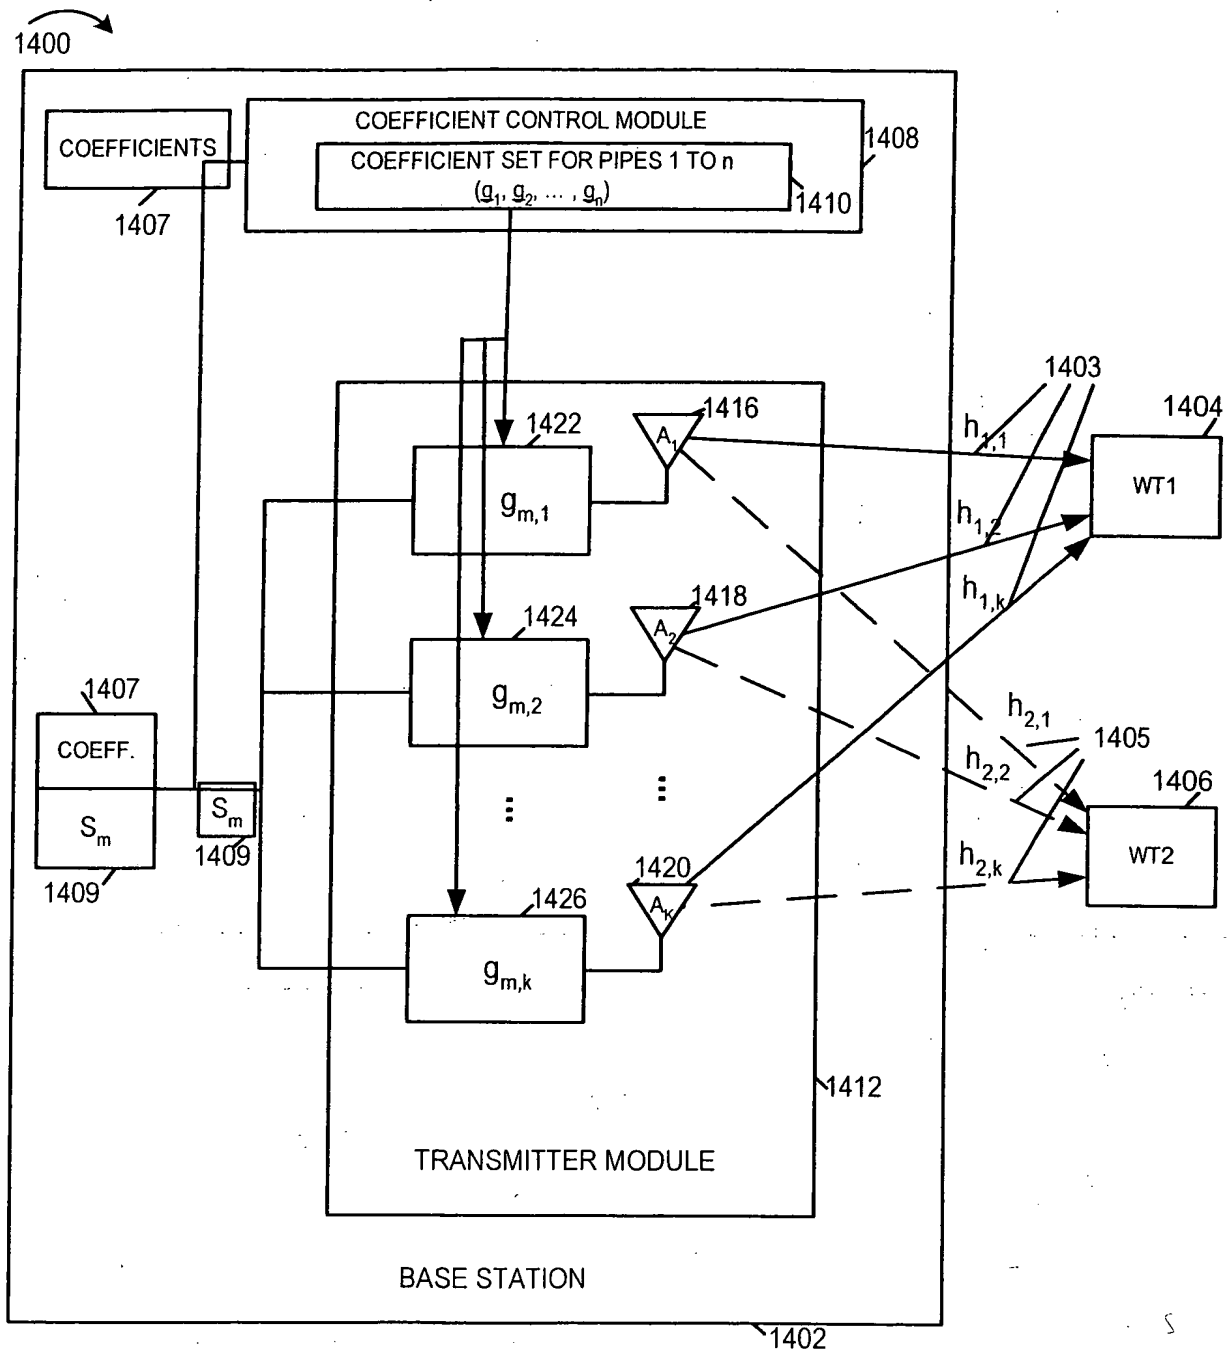 1400
COEFFICIENTS
1407
COEFFICIENT CONTROL MODULE
1408
COEFFICIENT SET FOR PIPES 1 TO n
(g1, g2, ... , gn)
1410
1403
1404
WT1
1422
gm,1
1416
A1
h1,1
h1,2
h1,k
1424
gm,2
1418
A2
1407
COEFF.
Sm
1409
Sm
1409
h2,1
1405
h2,2
h2,k
1406
WT2
...
...
1426
gm,k
1420
AK
1412
TRANSMITTER MODULE
BASE STATION
1402